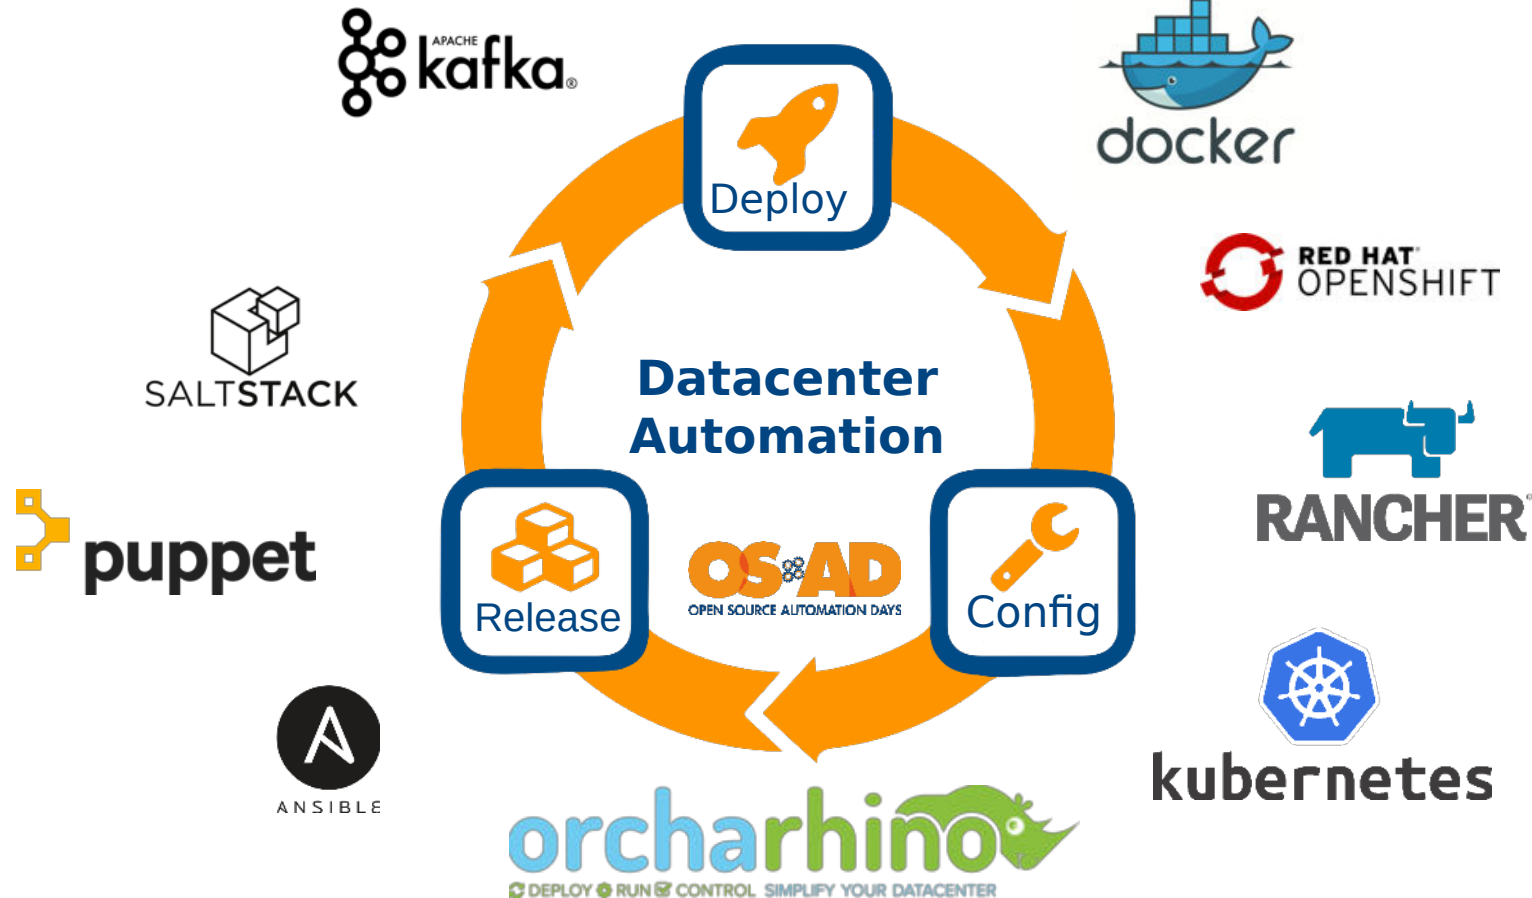 APACHE
kafka®
docker
Deploy
RED HAT®
OPENSHIFT
SALTSTACK
Datacenter
Automation
RANCHER®
puppet
OS AD
OPEN SOURCE AUTOMATION DAYS
Release
Config
ANSIBLE
kubernetes
orcharhino
DEPLOY RUN CONTROL SIMPLIFY YOUR DATACENTER